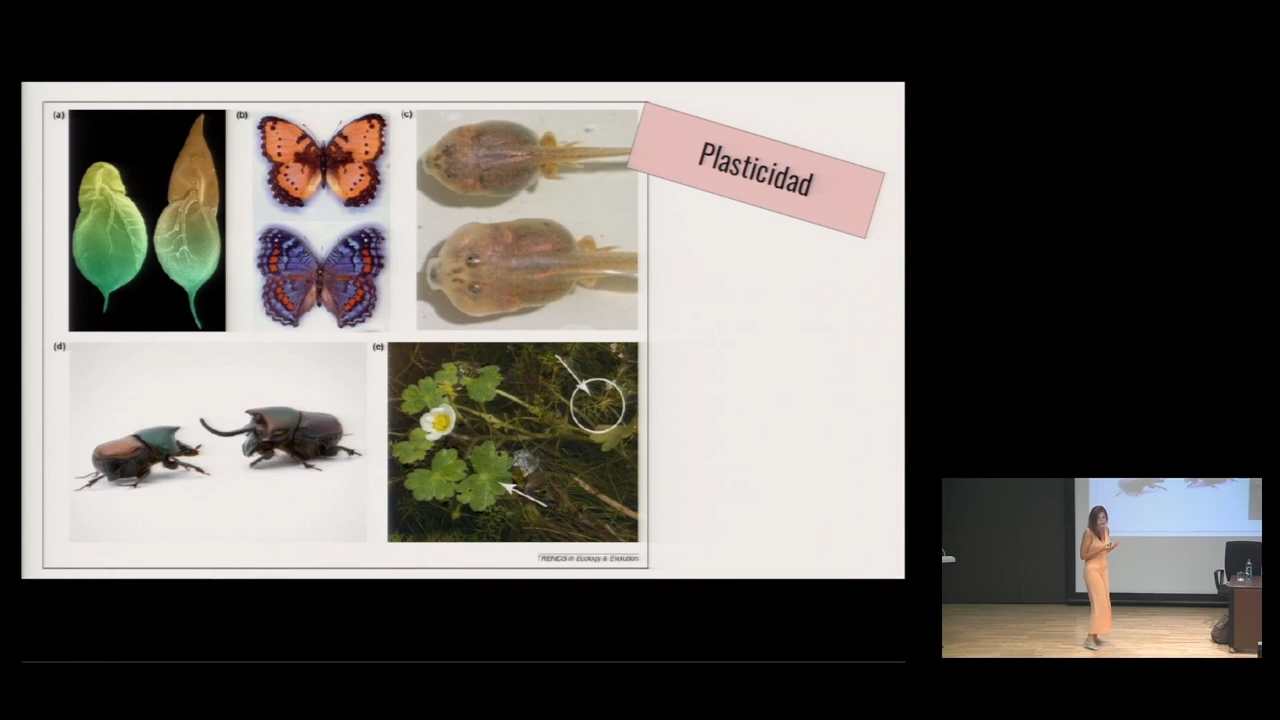 (a)
(b)
(c)
Plasticidad
(d)
(e)
TRENDS in Ecology & Evolution